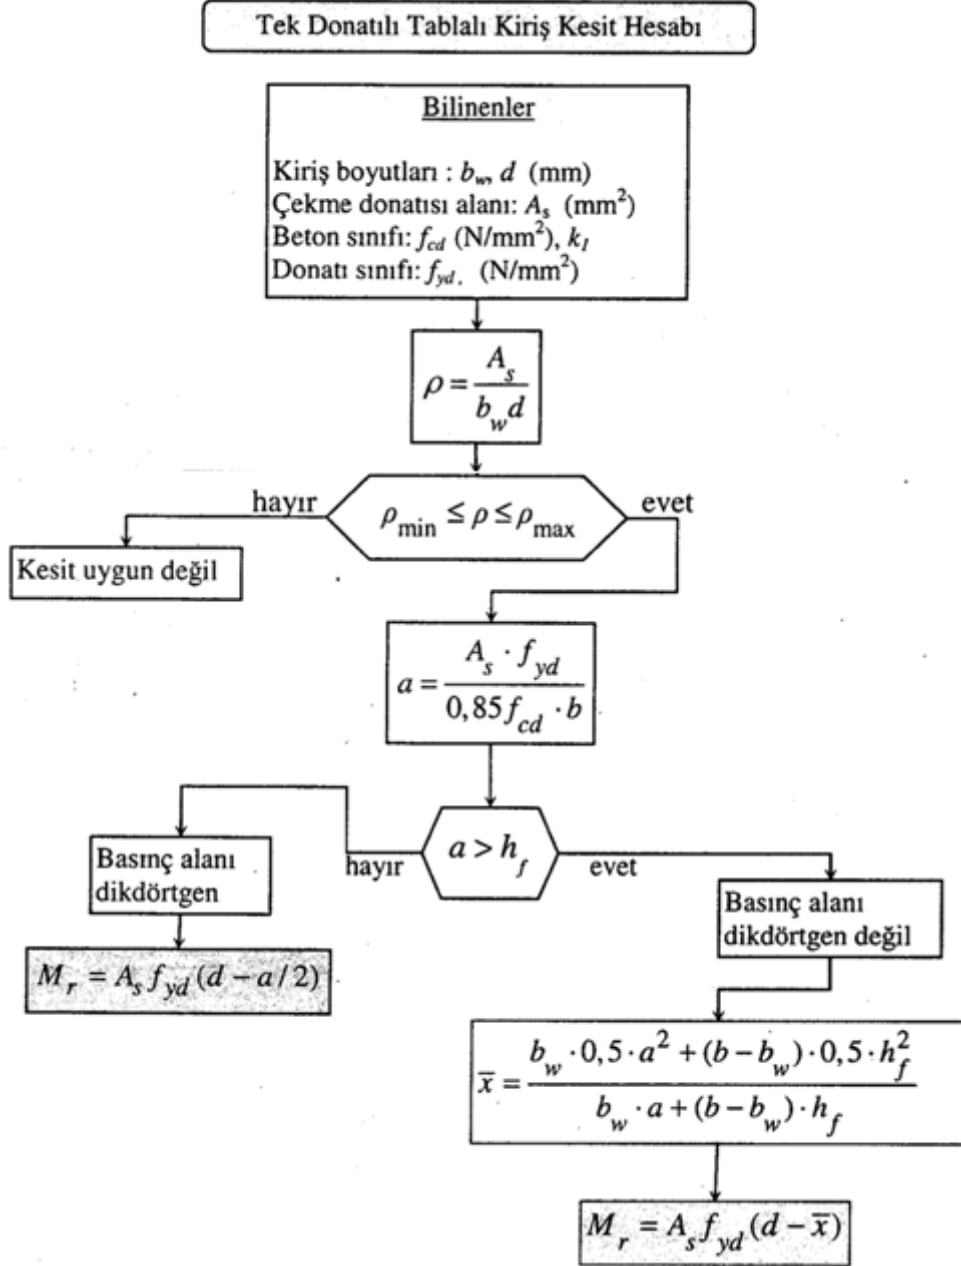 Tek Donatılı Tablalı Kiriş Kesit Hesabı
Bilinenler
Kiriş boyutları : b_w, d (mm)
Çekme donatısı alanı: A_s (mm²)
Beton sınıfı: f_cd (N/mm²), k_1
Donatı sınıfı: f_yd. (N/mm²)
ρ = A_s / b_w d
hayır
ρ_min ≤ ρ ≤ ρ_max
evet
Kesit uygun değil
a = A_s · f_yd / 0,85 f_cd · b
hayır
a > h_f
evet
Basınç alanı
dikdörtgen
Basınç alanı
dikdörtgen değil
M_r = A_s f_yd (d − a / 2)
x̄ = b_w · 0,5 · a² + (b − b_w) · 0,5 · h_f² / b_w · a + (b − b_w) · h_f
M_r = A_s f_yd (d − x̄)